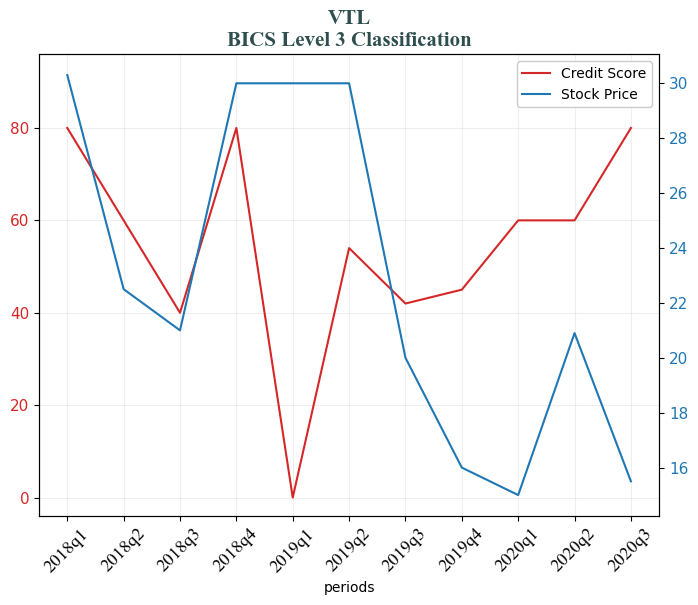 VTL
BICS Level 3 Classification
Credit Score
Stock Price
80
60
40
20
0
30
28
26
24
22
20
18
16
2018q1
2018q2
2018q3
2018q4
2019q1
2019q2
2019q3
2019q4
2020q1
2020q2
2020q3
periods